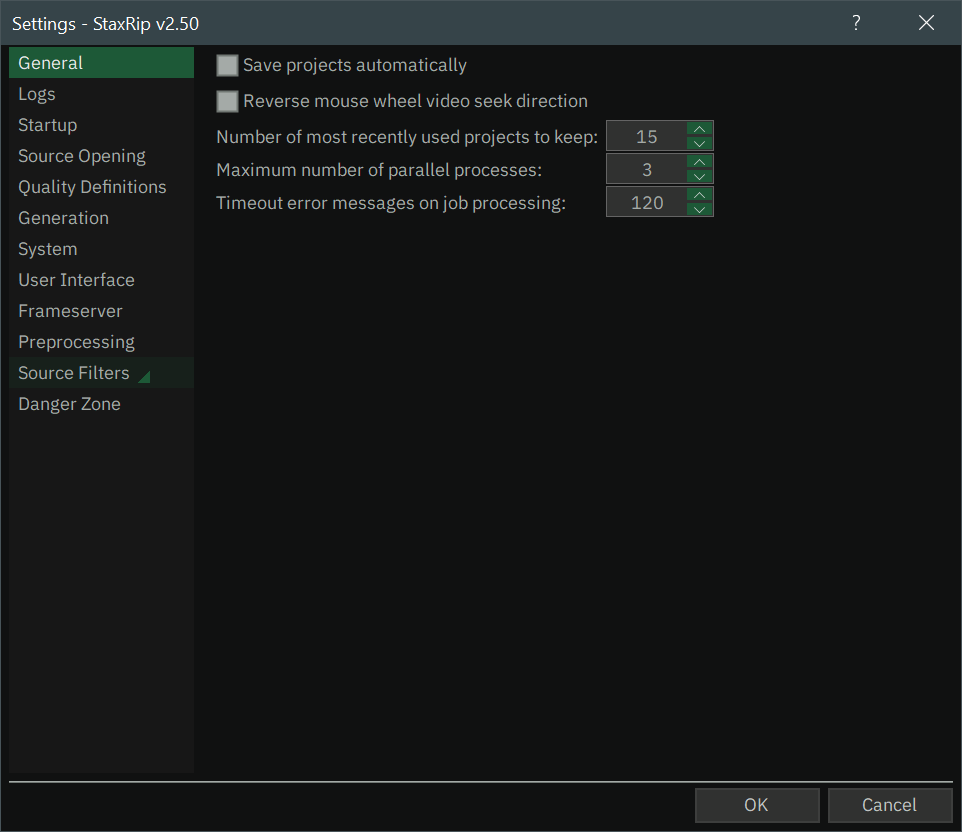 Settings - StaxRip v2.50
?
General
Logs
Startup
Source Opening
Quality Definitions
Generation
System
User Interface
Frameserver
Preprocessing
Source Filters
Danger Zone
Save projects automatically
Reverse mouse wheel video seek direction
Number of most recently used projects to keep: 15
Maximum number of parallel processes: 3
Timeout error messages on job processing: 120
OK Cancel